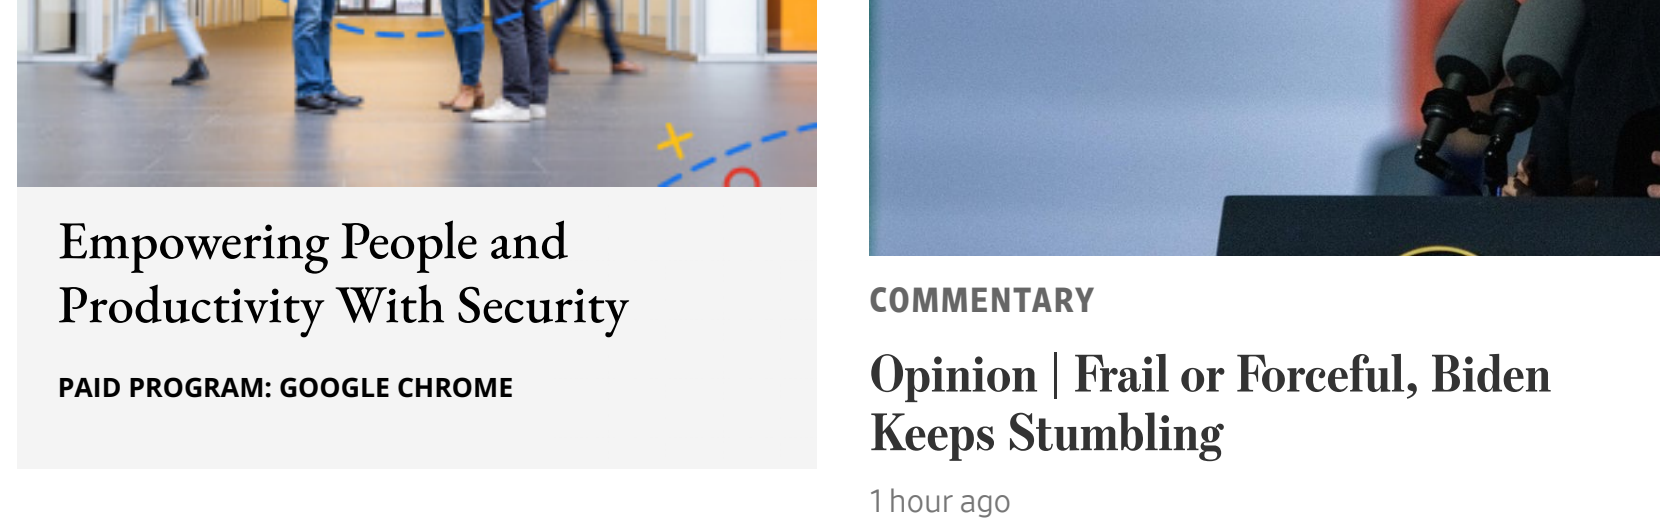 Empowering People and
Productivity With Security
PAID PROGRAM: GOOGLE CHROME
COMMENTARY
Opinion | Frail or Forceful, Biden
Keeps Stumbling
1 hour ago